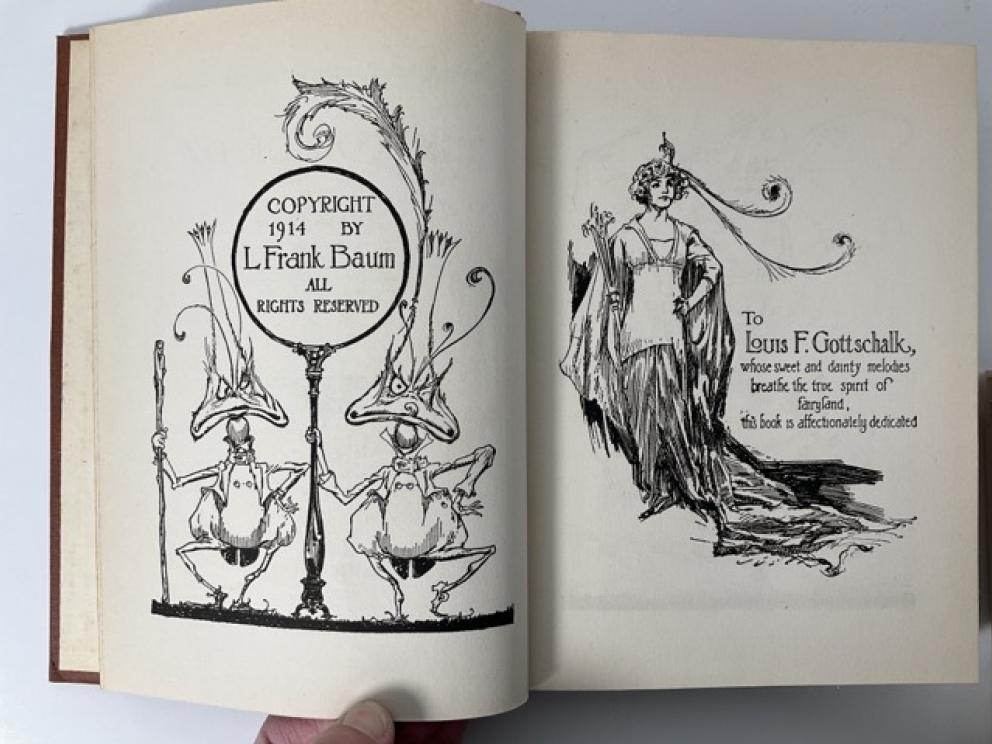 COPYRIGHT
1914 BY
L Frank Baum
ALL
RIGHTS RESERVED
To
Louis F. Gottschalk,
whose sweet and dainty melodies
breathe the true spirit of
fairyland,
this book is affectionately dedicated